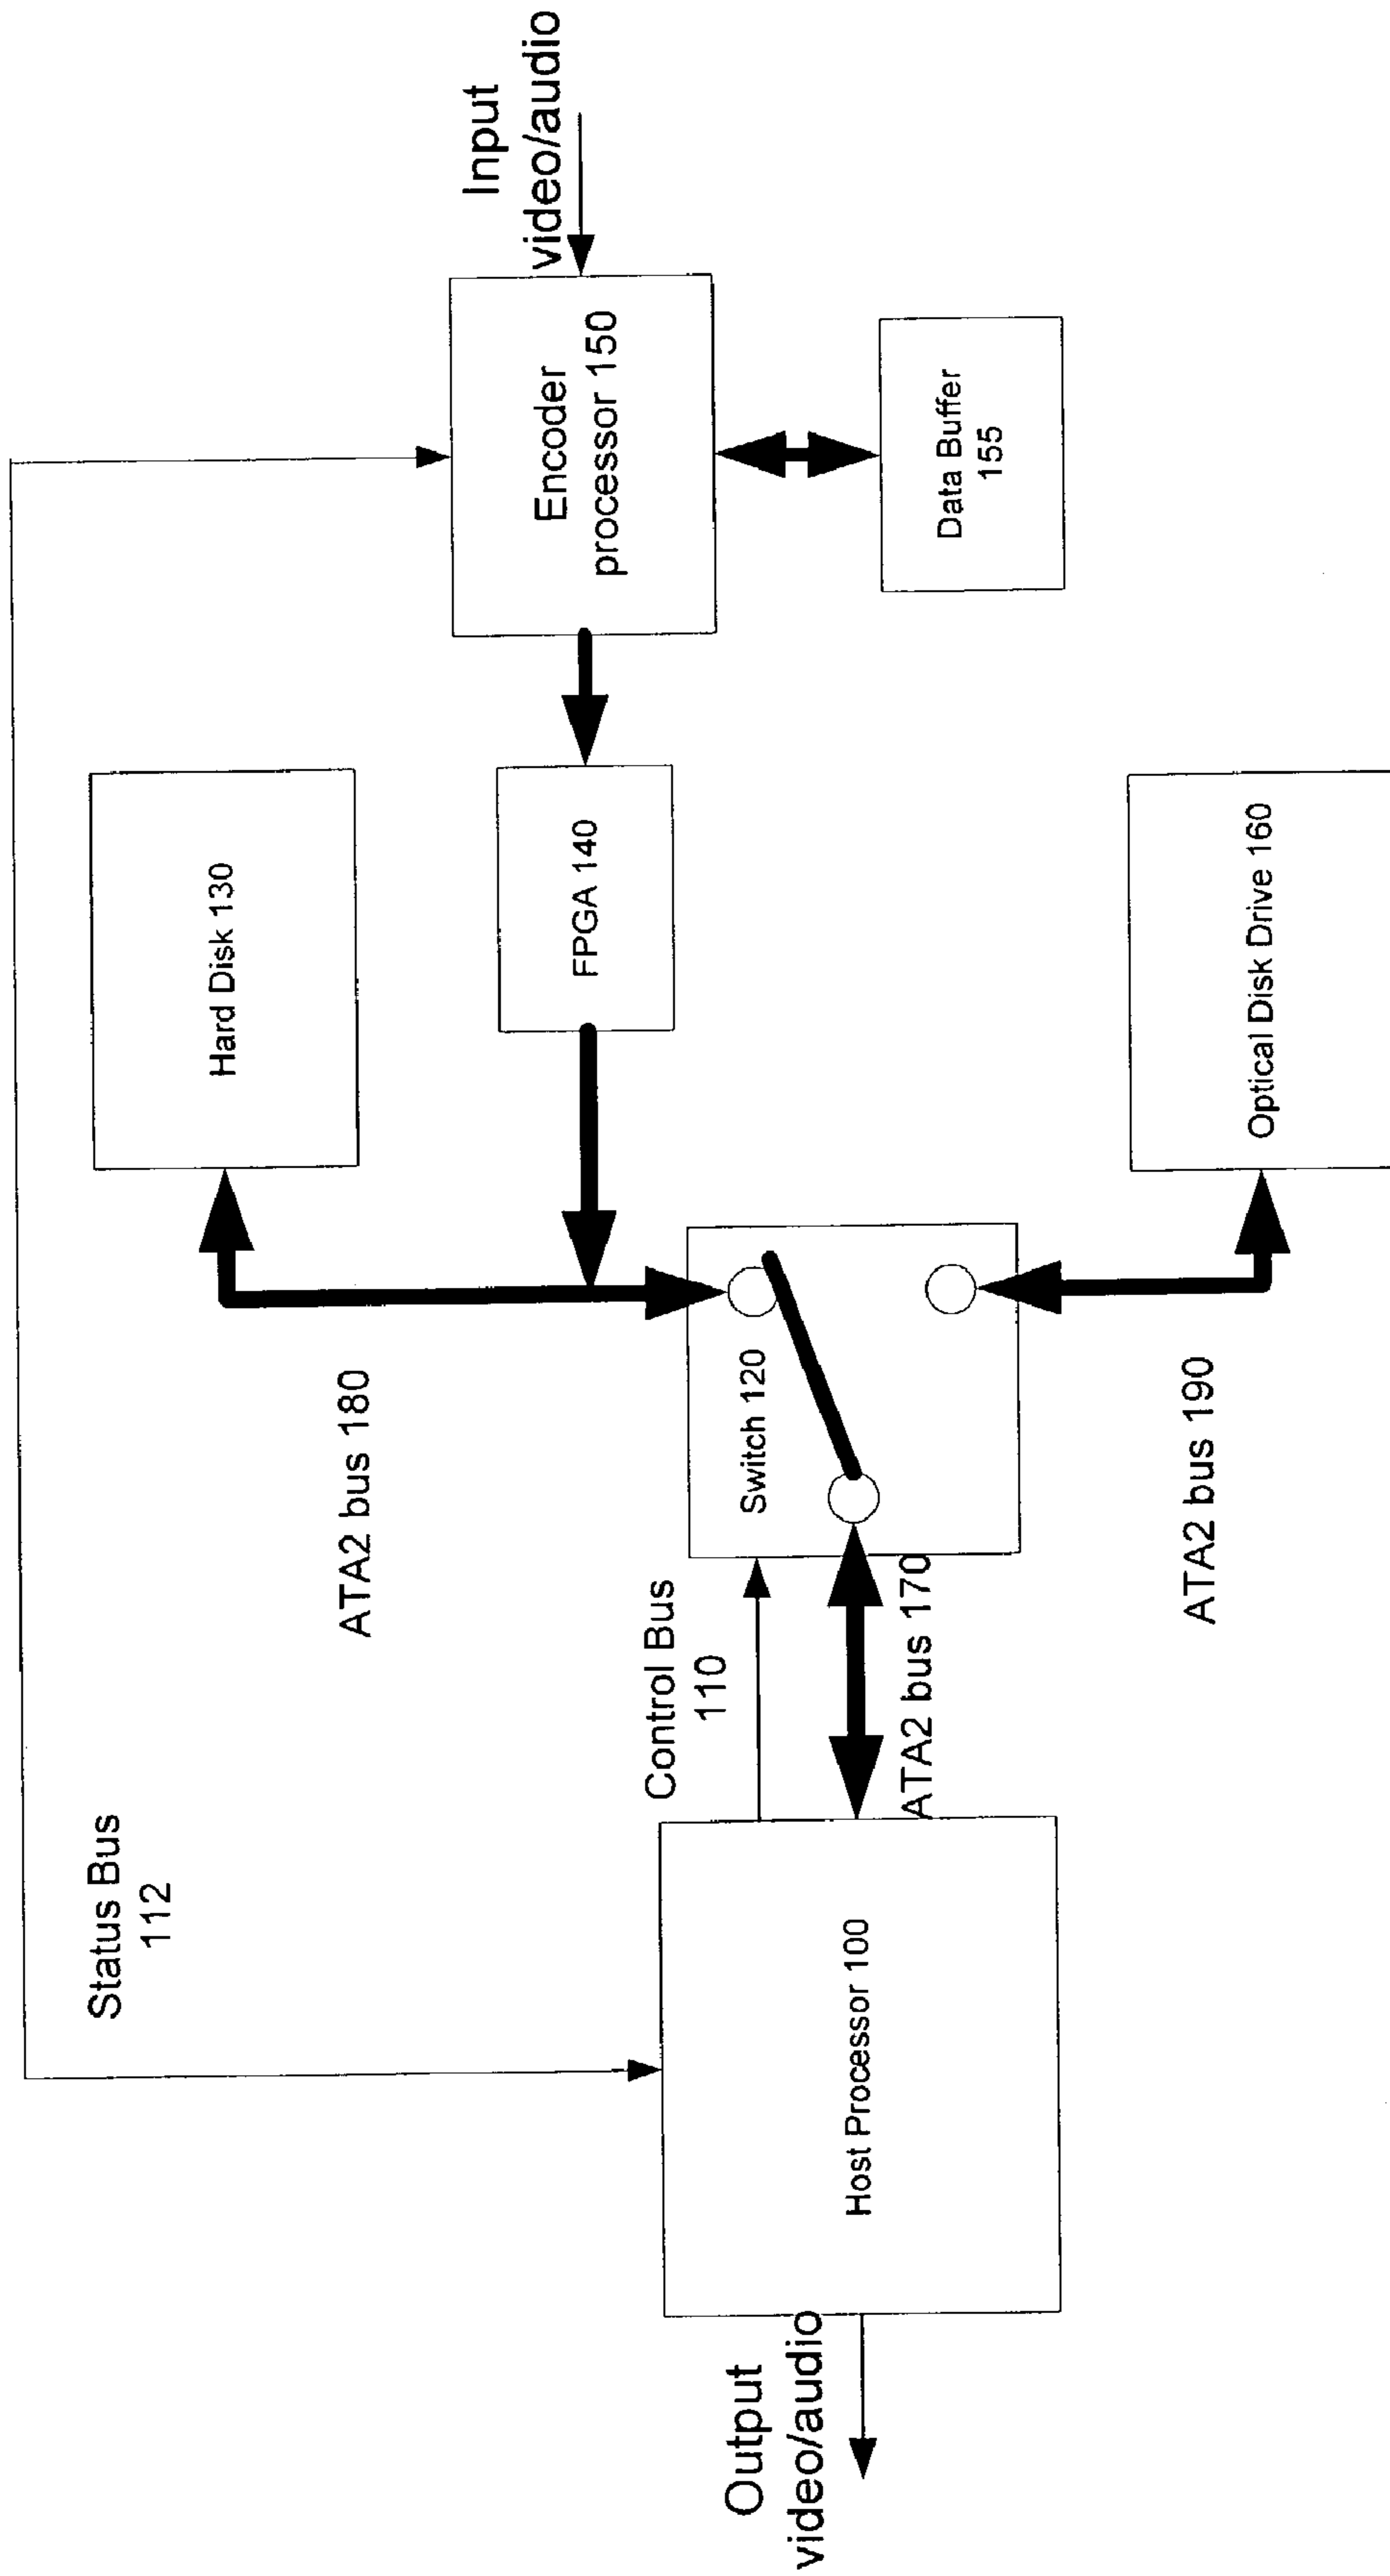 Status Bus
112
Hard Disk 130
ATA2 bus 180
Input
video/audio
Encoder
processor 150
FPGA 140
Control Bus
110
Switch 120
Output
video/audio
Host Processor 100
ATA2 bus 170
Data Buffer
155
ATA2 bus 190
Optical Disk Drive 160